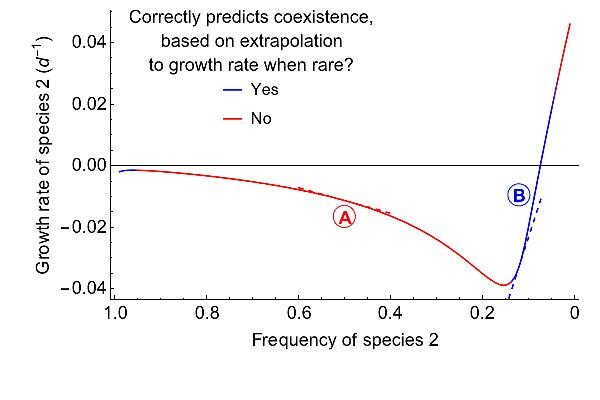 Correctly predicts coexistence,
based on extrapolation
to growth rate when rare?
Yes
No
Growth rate of species 2 (d⁻¹)
0.04
0.02
0.00
−0.02
−0.04
A
B
1.0 0.8 0.6 0.4 0.2 0
Frequency of species 2